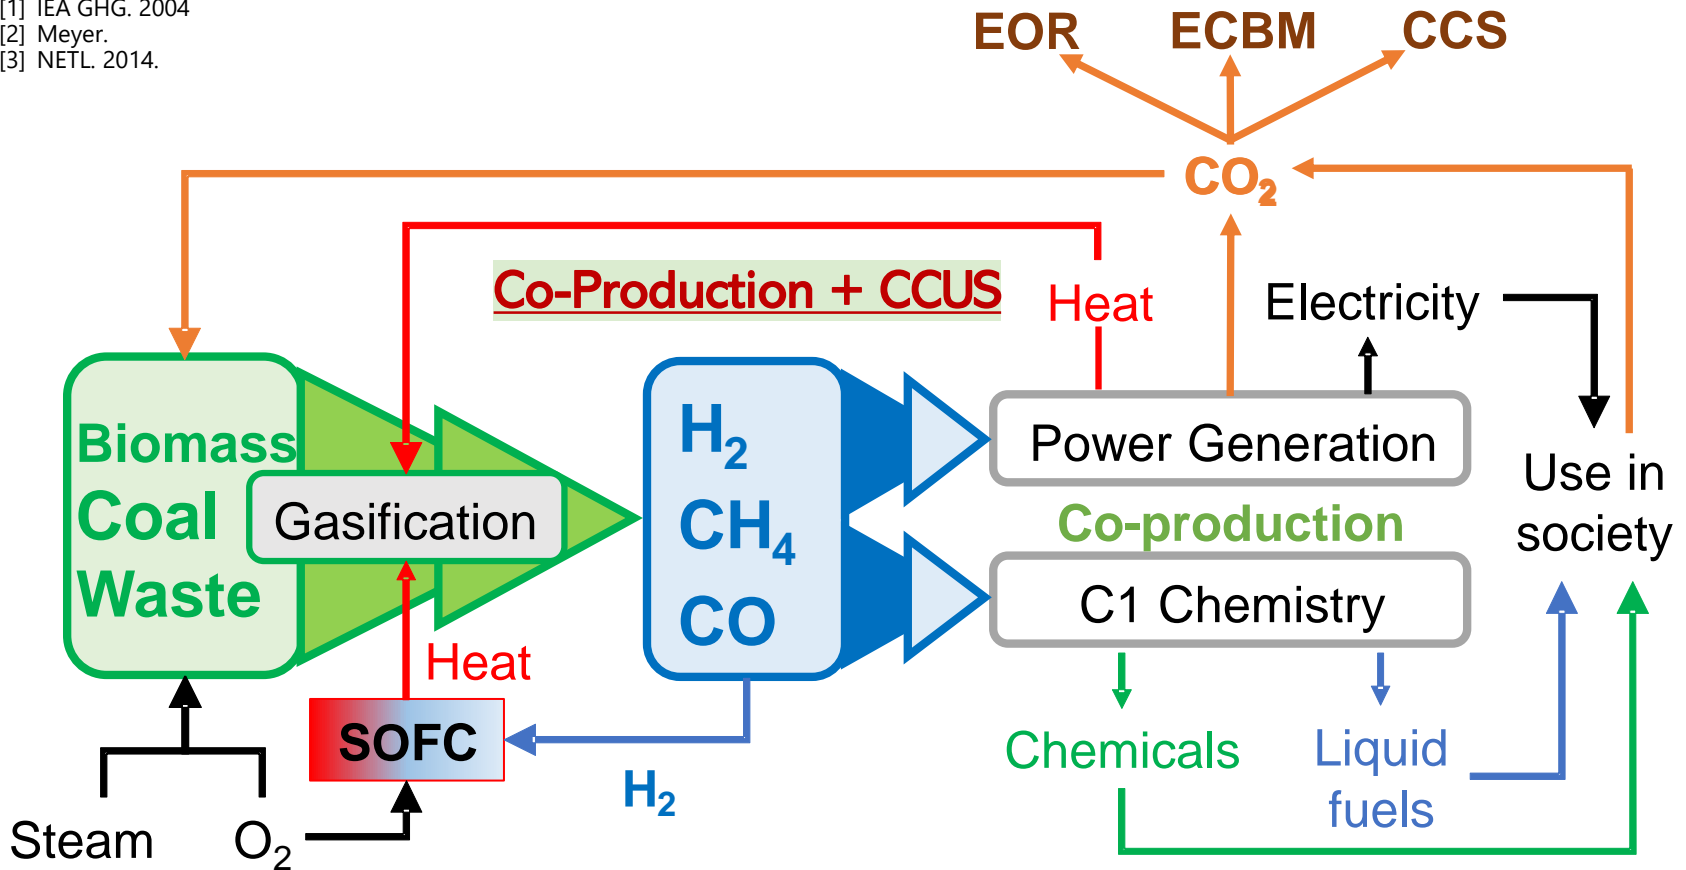 [1] IEA GHG. 2004
[2] Meyer.
[3] NETL. 2014.
EOR
ECBM
CCS
CO₂
Co-Production + CCUS
Heat
Electricity
Biomass
Coal
Waste
Gasification
H₂
CH₄
CO
Power Generation
Co-production
C1 Chemistry
Use in
society
Heat
SOFC
H₂
Chemicals
Liquid
fuels
Steam
O₂